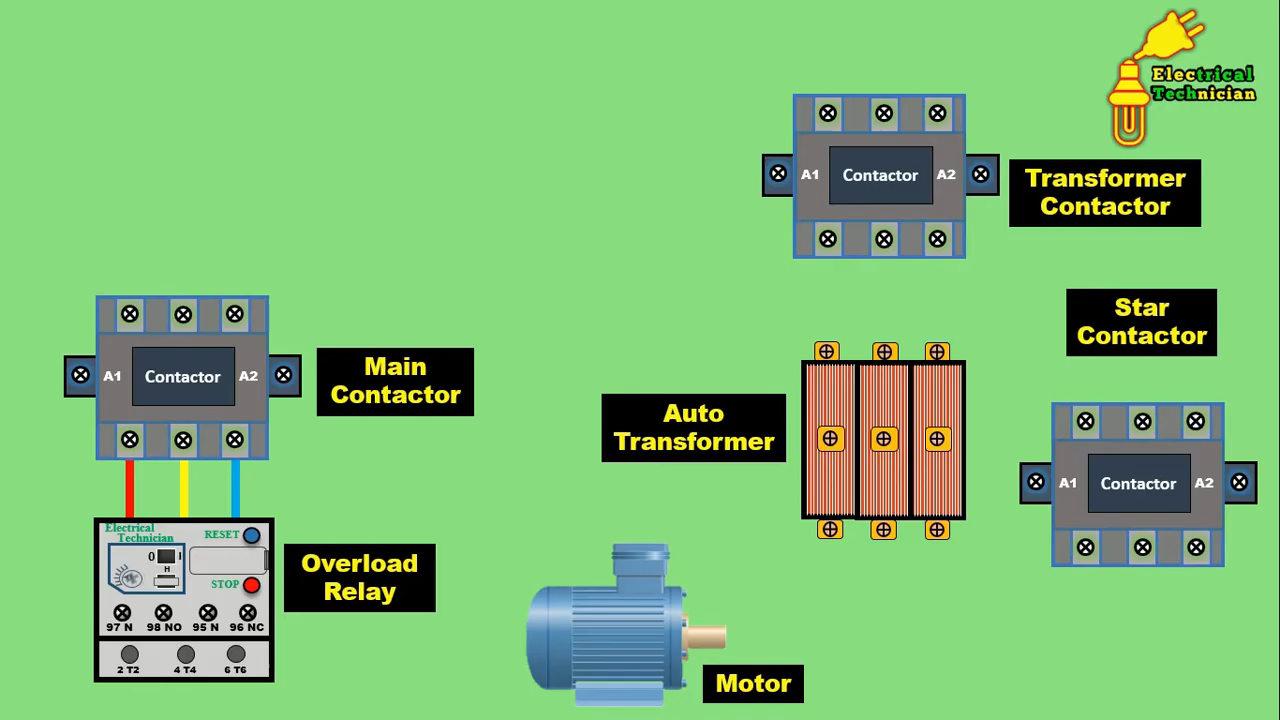 Electrical
Technician
A1 Contactor A2
Transformer
Contactor
Star
Contactor
A1 Contactor A2
Main
Contactor
Auto
Transformer
A1 Contactor A2
Electrical
Technician
RESET
0 I
H
STOP
97 N 98 NO 95 N 96 NC
2 T2 4 T4 6 T6
Overload
Relay
Motor